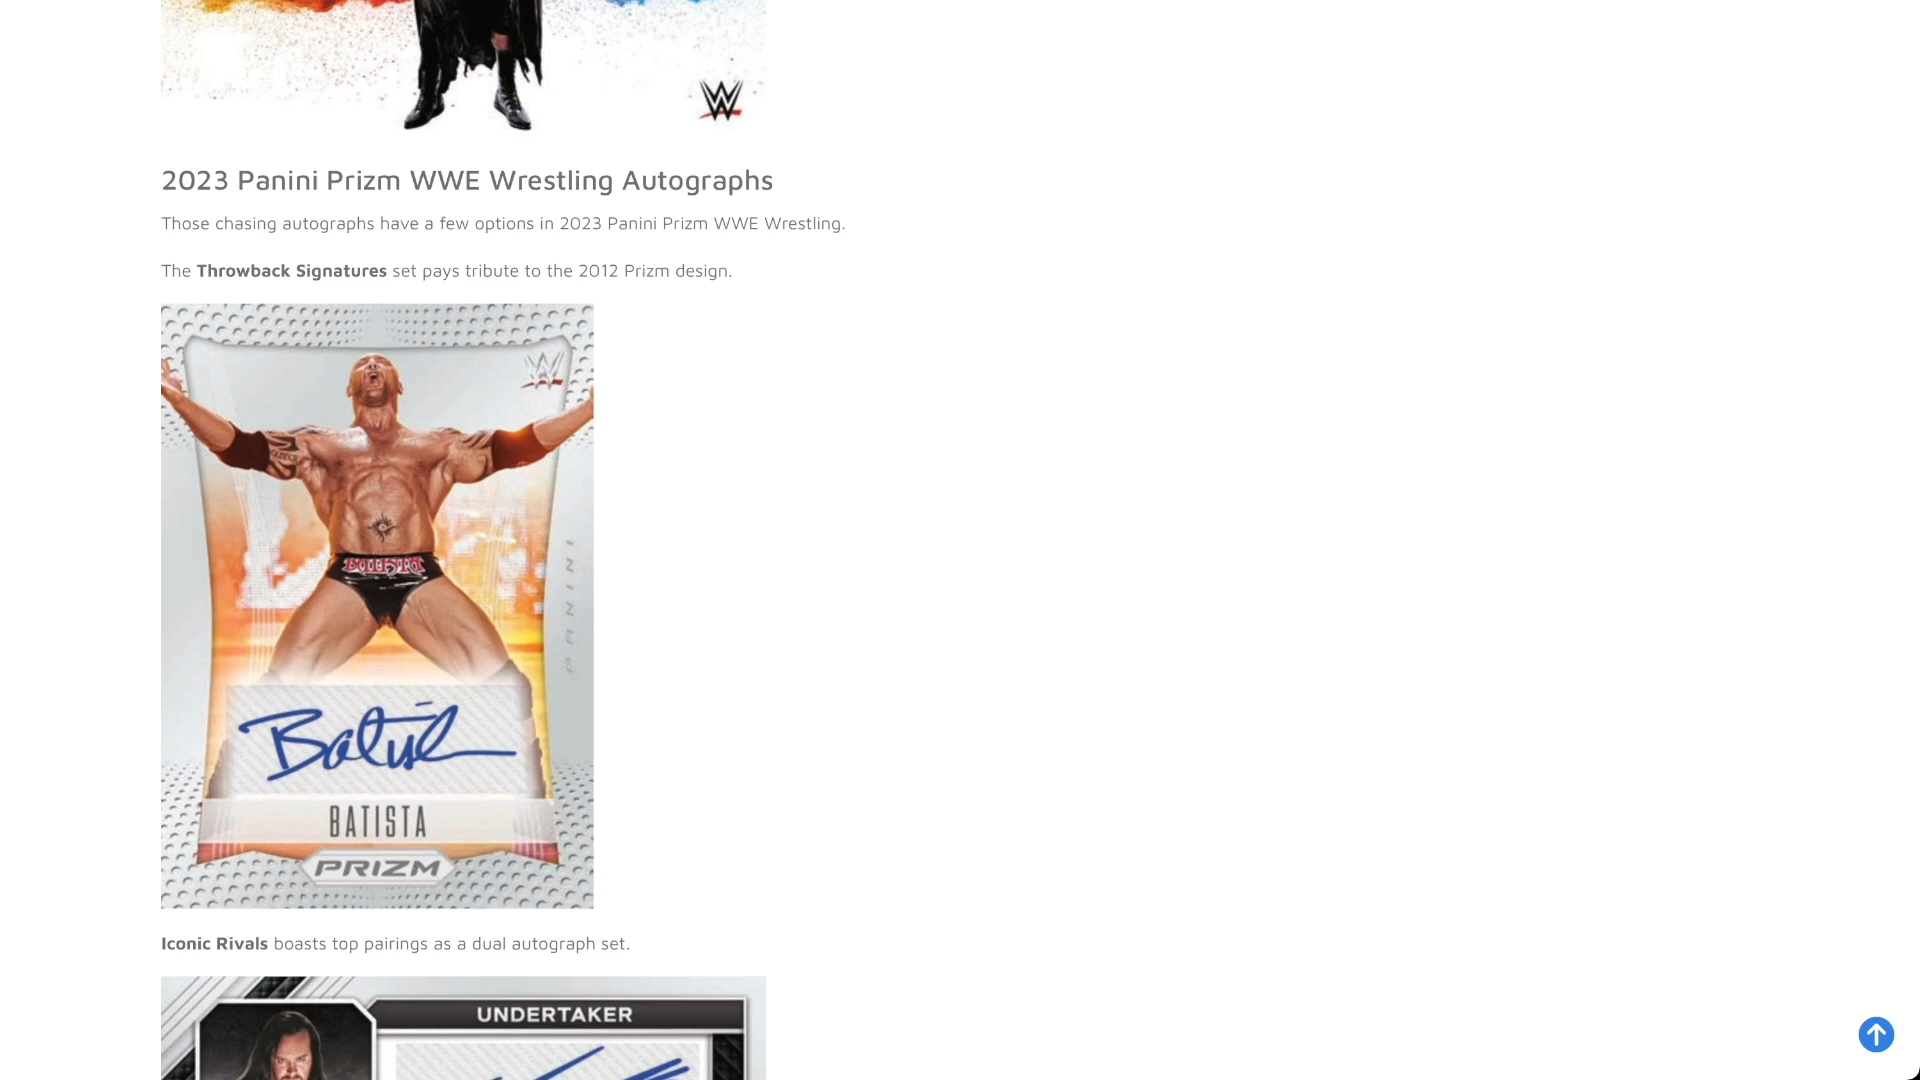 2023 Panini Prizm WWE Wrestling Autographs
Those chasing autographs have a few options in 2023 Panini Prizm WWE Wrestling.
The Throwback Signatures set pays tribute to the 2012 Prizm design.
PANINI
BATISTA
Batista
BATISTA
PRIZM
Iconic Rivals boasts top pairings as a dual autograph set.
UNDERTAKER